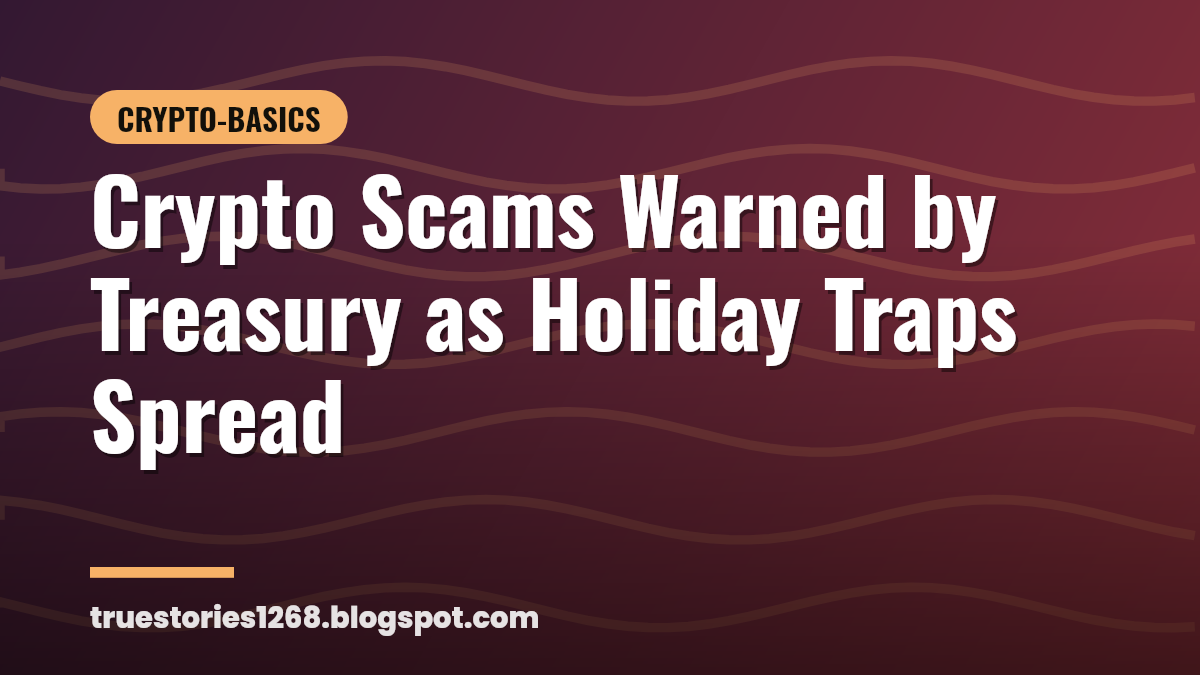 CRYPTO-BASICS
Crypto Scams Warned by
Treasury as Holiday Traps
Spread
truestories1268.blogspot.com